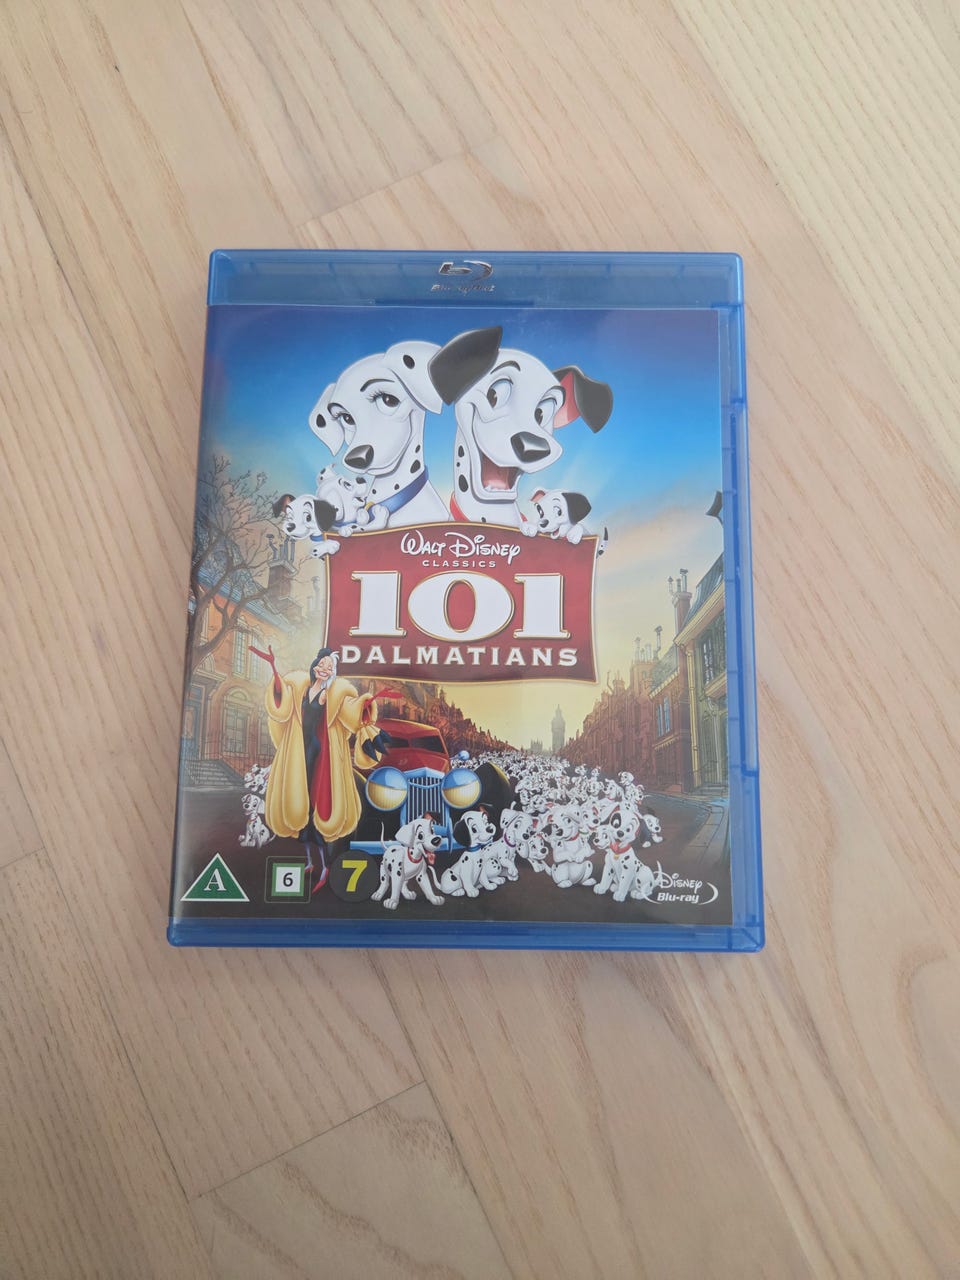 Blu-ray Disc
WALT DISNEY
CLASSICS
101
DALMATIANS
A
6
7
DISNEY
Blu-ray